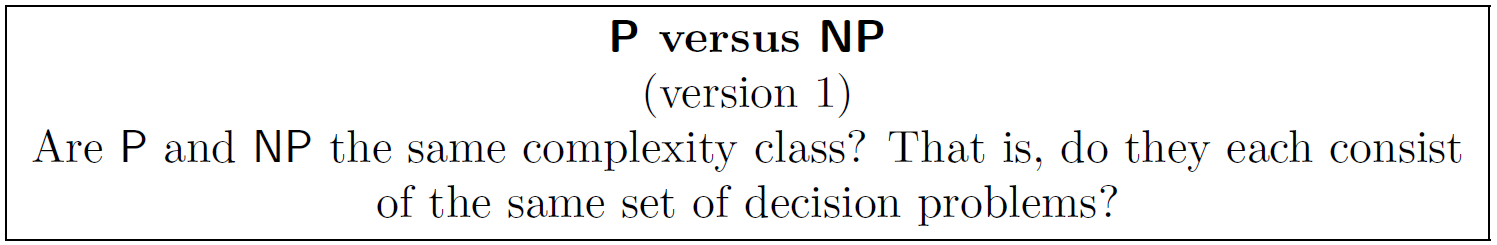 P versus NP
(version 1)
Are P and NP the same complexity class? That is, do they each consist
of the same set of decision problems?